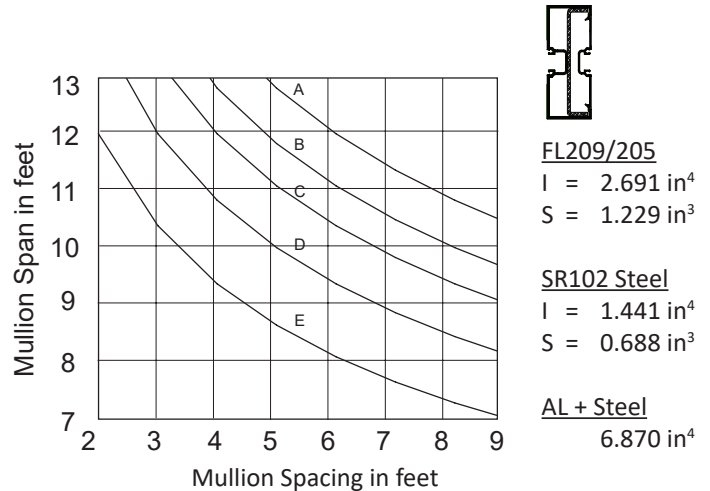 13
12
11
10
9
8
7
Mullion Span in feet
A
B
C
D
E
2 3 4 5 6 7 8 9
Mullion Spacing in feet
FL209/205
I = 2.691 in⁴
S = 1.229 in³
SR102 Steel
I = 1.441 in⁴
S = 0.688 in³
AL + Steel
6.870 in⁴